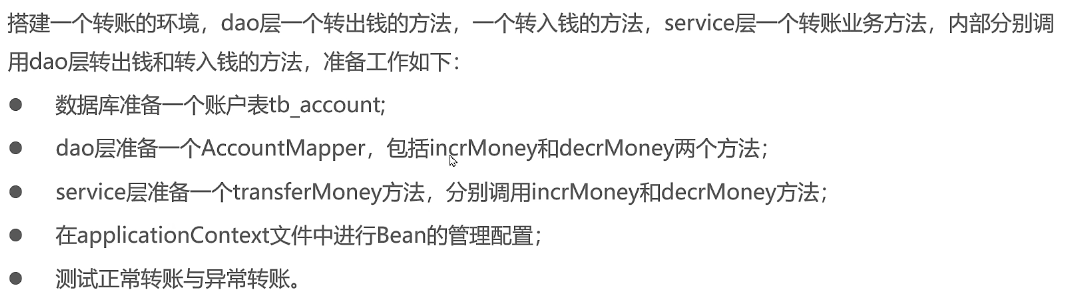 搭建一个转账的环境，dao层一个转出钱的方法，一个转入钱的方法，service层一个转账业务方法，内部分别调
用dao层转出钱和转入钱的方法，准备工作如下：
● 数据库准备一个账户表tb_account;
● dao层准备一个AccountMapper，包括incrMoney和decrMoney两个方法；
● service层准备一个transferMoney方法，分别调用incrMoney和decrMoney方法；
● 在applicationContext文件中进行Bean的管理配置；
● 测试正常转账与异常转账。